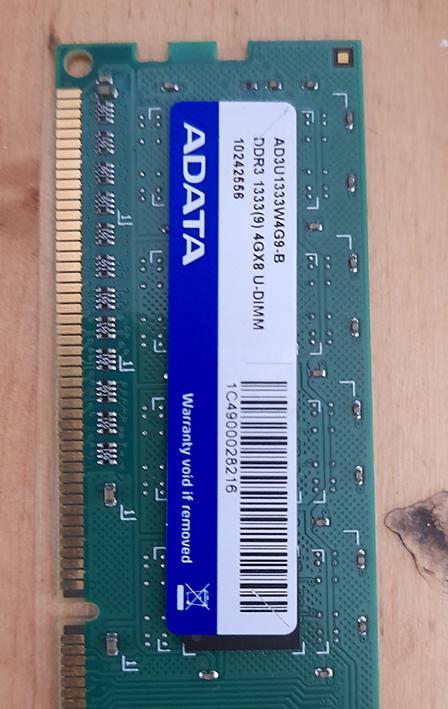 ADATA
Warranty void if removed
AD3U1333W4G9-B
DDR3 1333(9) 4GX8 U-DIMM
10242556
1C4900028216